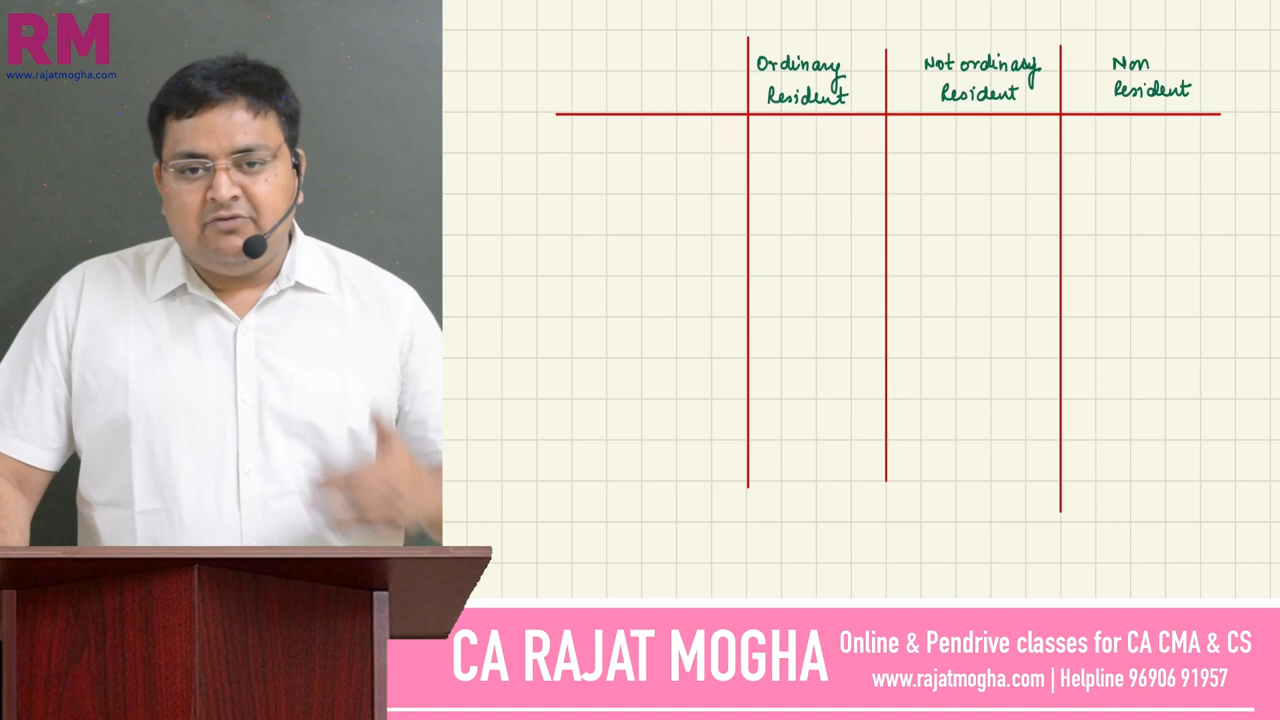 RM
www.rajatmogha.com
Ordinary
Resident
Not ordinary
Resident
Non
Resident
CA RAJAT MOGHA
Online & Pendrive classes for CA CMA & CS
www.rajatmogha.com | Helpline 96906 91957